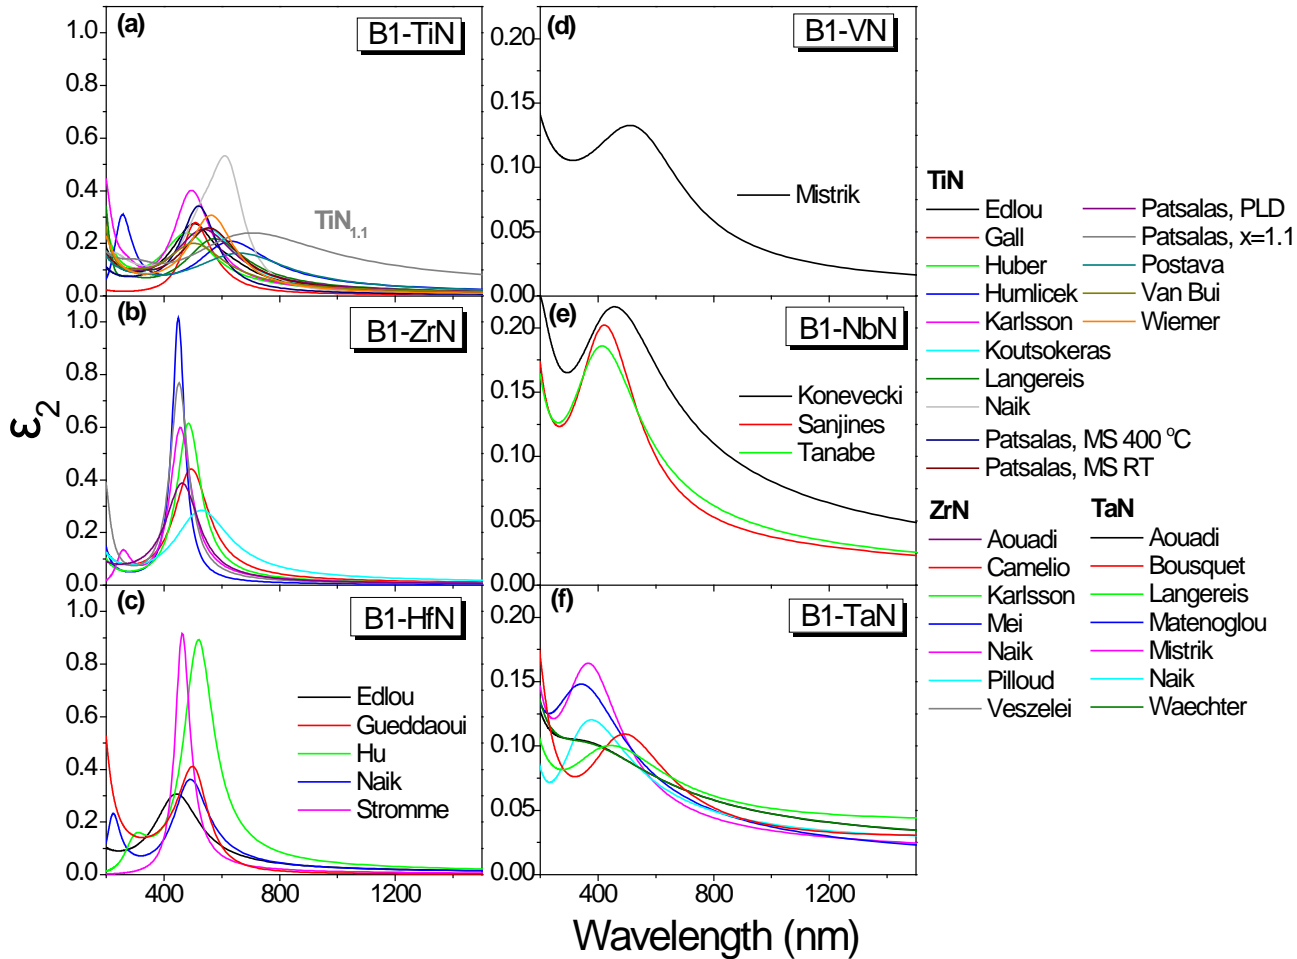 (a)
B1-TiN
1.0
0.8
0.6
0.4
0.2
0.0
TiN1.1
(b)
B1-ZrN
1.0
0.8
0.6
0.4
0.2
0.0
ε2
(c)
B1-HfN
Edlou
Gueddaoui
Hu
Naik
Stromme
1.0
0.8
0.6
0.4
0.2
0.0
400 800 1200
(d)
B1-VN
Mistrik
0.20
0.15
0.10
0.05
0.00
(e)
B1-NbN
Konevecki
Sanjines
Tanabe
0.20
0.15
0.10
0.05
0.00
(f)
B1-TaN
0.20
0.15
0.10
0.05
0.00
400 800 1200
Wavelength (nm)
TiN
Edlou
Gall
Huber
Humlicek
Karlsson
Koutsokeras
Langereis
Naik
Patsalas, MS 400 °C
Patsalas, MS RT
Patsalas, PLD
Patsalas, x=1.1
Postava
Van Bui
Wiemer
ZrN
Aouadi
Camelio
Karlsson
Mei
Naik
Pilloud
Veszelei
TaN
Aouadi
Bousquet
Langereis
Matenoglou
Mistrik
Naik
Waechter